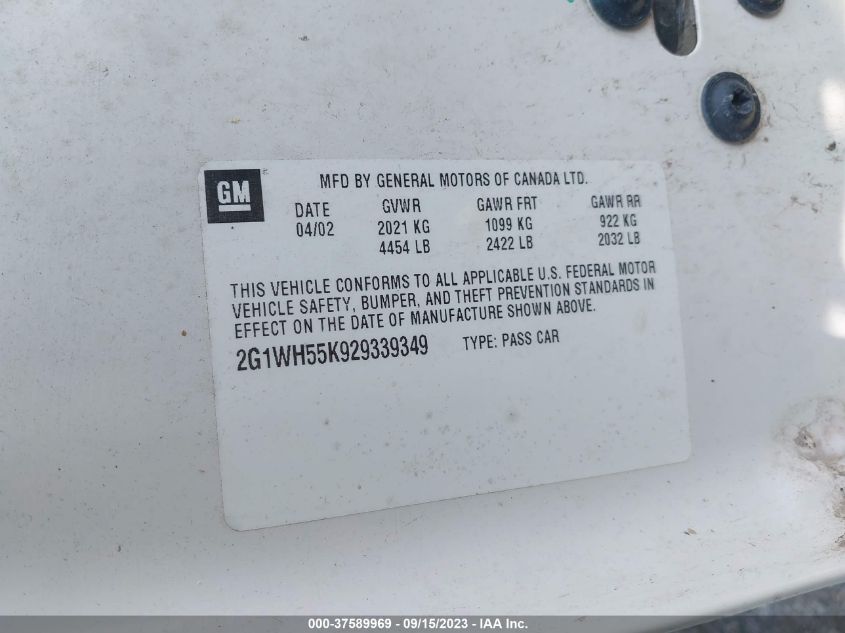 GM
MFD BY GENERAL MOTORS OF CANADA LTD.
DATE GVWR GAWR FRT GAWR RR
04/02 2021 KG 1099 KG 922 KG
4454 LB 2422 LB 2032 LB
THIS VEHICLE CONFORMS TO ALL APPLICABLE U.S. FEDERAL MOTOR
VEHICLE SAFETY, BUMPER, AND THEFT PREVENTION STANDARDS IN
EFFECT ON THE DATE OF MANUFACTURE SHOWN ABOVE.
2G1WH55K929339349 TYPE: PASS CAR
000-37589969 - 09/15/2023 - IAA Inc.